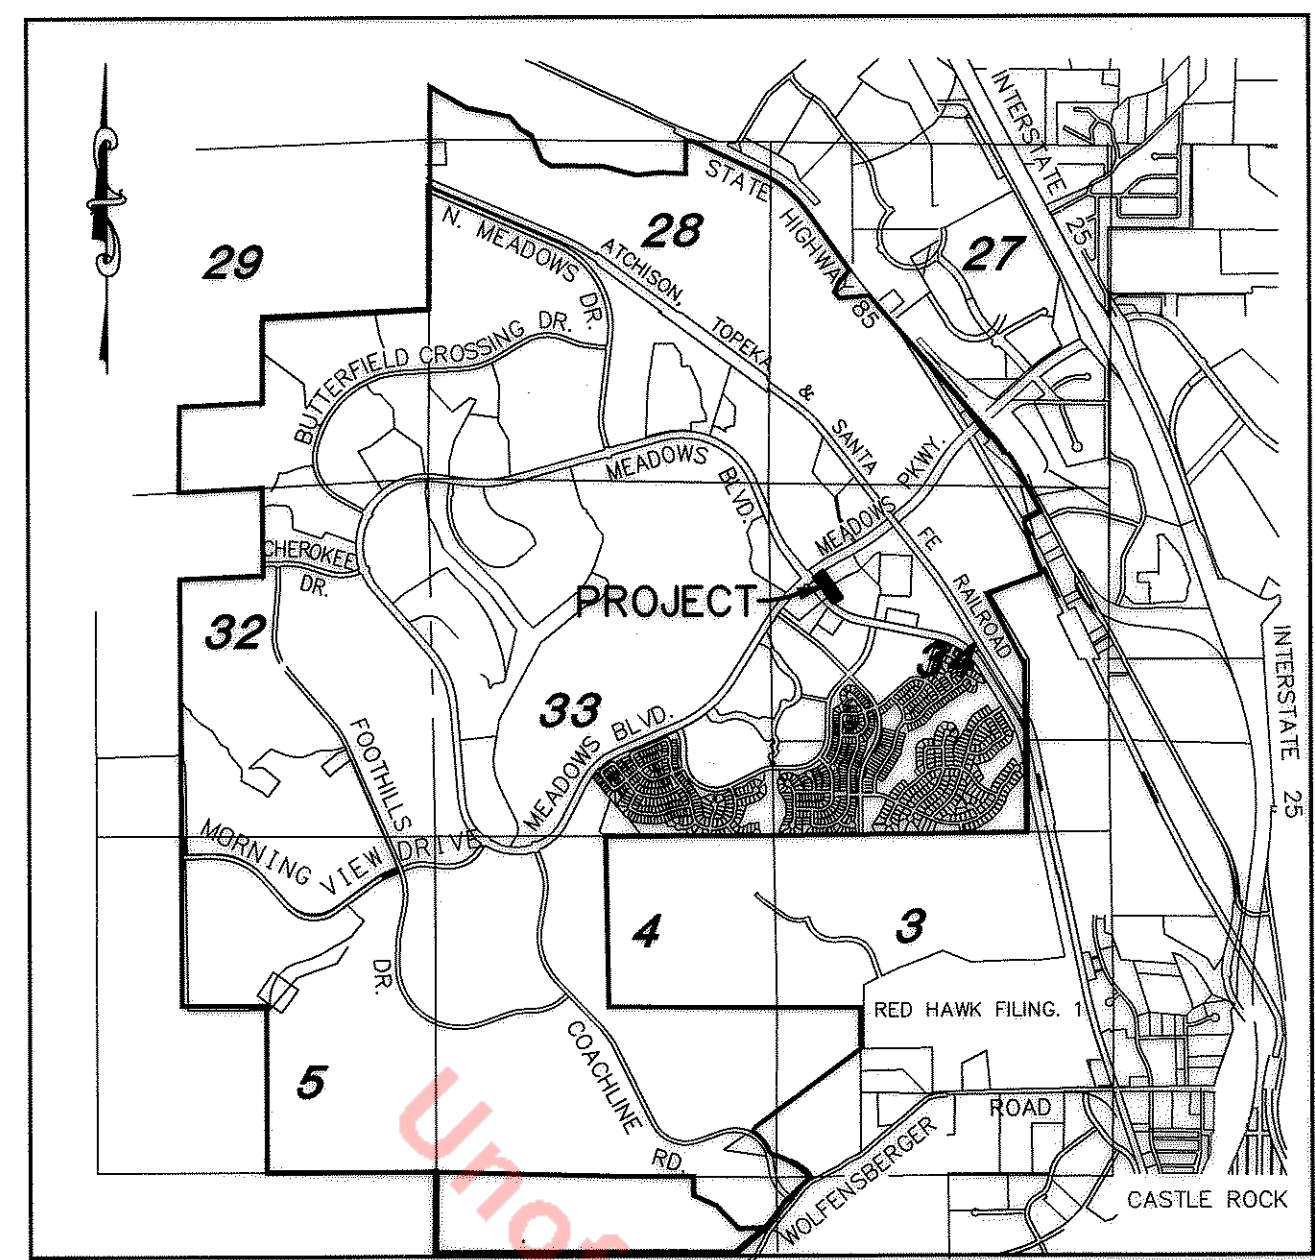 INTERSTATE 25
STATE HIGHWAY 85
28
27
29
N. MEADOWS DR.
ATCHISON, TOPEKA & SANTA FE RAILROAD
BUTTERFIELD CROSSING DR.
MEADOWS BLVD.
MEADOWS PKWY.
CHEROKEE DR.
PROJECT
32
34
33
MEADOWS BLVD.
INTERSTATE 25
FOOTHILLS DR.
MORNING VIEW DRIVE
4
3
RED HAWK FILING. 1
5
COACHLINE RD.
WOLFENSBERGER ROAD
CASTLE ROCK